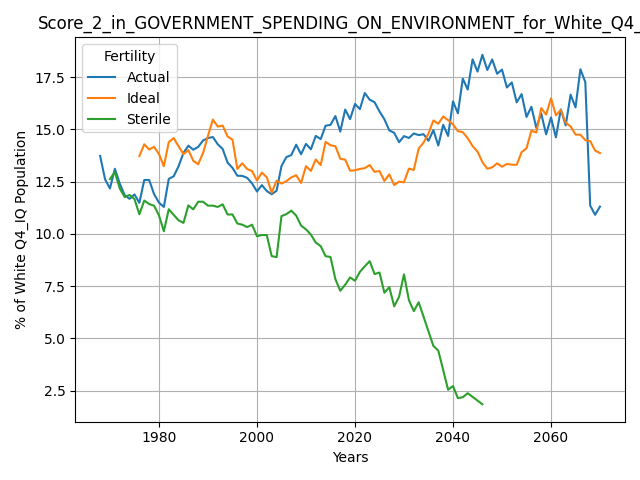 Score_2_in_GOVERNMENT_SPENDING_ON_ENVIRONMENT_for_White_Q4_
Fertility
Actual
Ideal
Sterile
% of White Q4_IQ Population
17.5
15.0
12.5
10.0
7.5
5.0
2.5
1980 2000 2020 2040 2060
Years